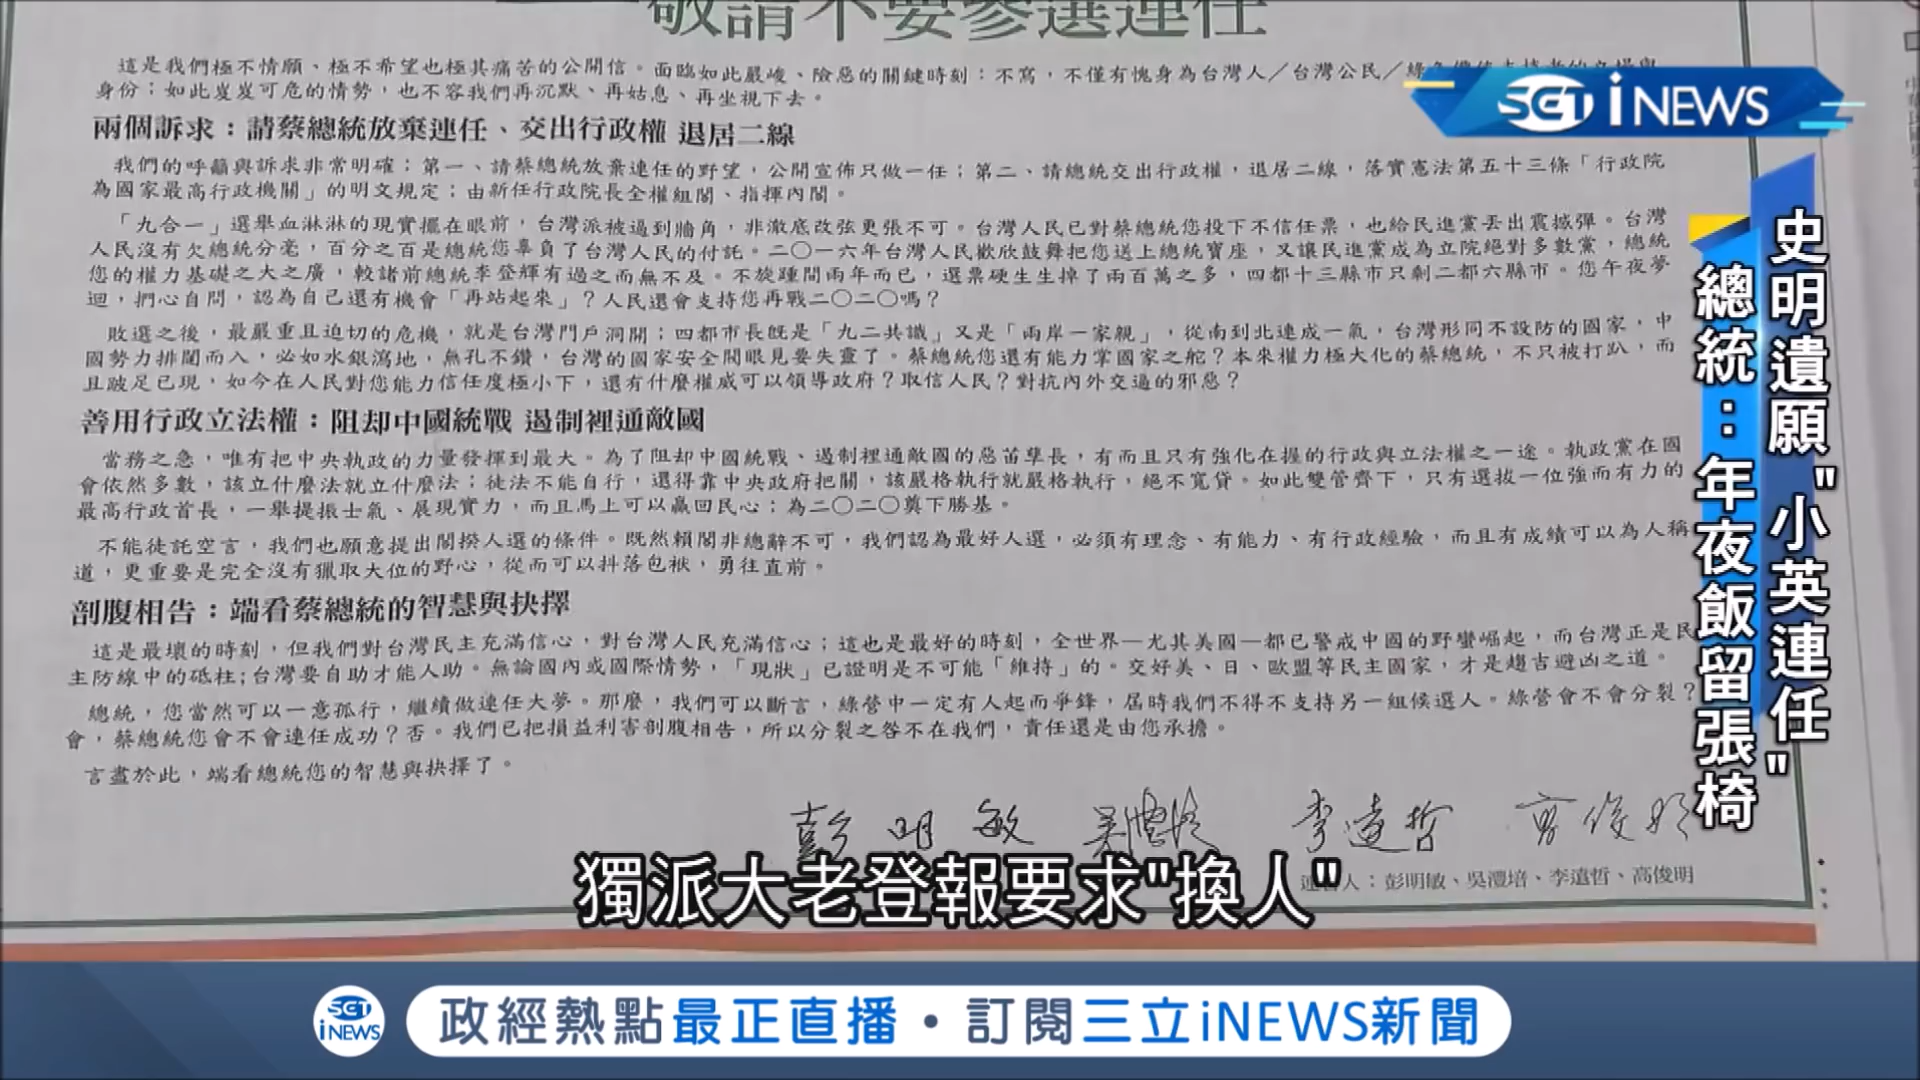 敬請不要參選連任
這是我們極不情願、極不希望也極其痛苦的公開信。面臨如此嚴峻、險惡的關鍵時刻：不寫，不僅有愧身為台灣人／台灣公民／
身份；如此岌岌可危的情勢，也不容我們再沉默、再姑息、再坐視下去。
兩個訴求：請蔡總統放棄連任、交出行政權 退居二線
我們的呼籲與訴求非常明確：第一、請蔡總統放棄連任的野望，公開宣佈只做一任；第二、請總統交出行政權，退居二線，落實憲法第五十三條「行政院
為國家最高行政機關」的明文規定；由新任行政院長全權組閣、指揮內閣。
「九合一」選舉血淋淋的現實擺在眼前，台灣派被逼到牆角，非澈底改弦更張不可。台灣人民已對蔡總統您投下不信任票，也給民進黨丟出震撼彈。台灣
人民沒有欠總統分毫，百分之百是總統您辜負了台灣人民的付託。二〇一六年台灣人民歡欣鼓舞把您送上總統寶座，又讓民進黨成為立院絕對多數黨，總統
您的權力基礎之大之廣，較諸前總統李登輝有過之而無不及。不旋踵間兩年而已，選票硬生生掉了兩百萬之多，四都十三縣市只剩二都六縣市。您午夜夢
迴，捫心自問，認為自己還有機會「再站起來」？人民還會支持您再戰二〇二〇嗎？
敗選之後，最嚴重且迫切的危機，就是台灣門戶洞開；四都市長既是「九二共識」又是「兩岸一家親」，從南到北連成一氣，台灣形同不設防的國家，中
國勢力排闥而入，必如水銀瀉地，無孔不鑽，台灣的國家安全閥眼見要失靈了。蔡總統您還有能力掌國家之舵？本來權力極大化的蔡總統，不只被打趴，而
且跛足已現，如今在人民對您能力信任度極小下，還有什麼權威可以領導政府？取信人民？對抗內外交逼的邪惡？
善用行政立法權：阻却中國統戰 遏制裡通敵國
當務之急，唯有把中央執政的力量發揮到最大。為了阻却中國統戰、遏制裡通敵國的惡苗孽長，有而且只有強化在握的行政與立法權之一途。執政黨在國
會依然多數，該立什麼法就立什麼法；徒法不能自行，還得靠中央政府把關，該嚴格執行就嚴格執行，絕不寬貸。如此雙管齊下，只有選拔一位強而有力的
最高行政首長，一舉提振士氣、展現實力，而且馬上可以贏回民心；為二〇二〇奠下勝基。
不能徒託空言，我們也願意提出閣揆人選的條件。既然賴閣非總辭不可，我們認為最好人選，必須有理念、有能力、有行政經驗，而且有成績可以為人稱
道，更重要是完全沒有獵取大位的野心，從而可以抖落包袱，勇往直前。
剖腹相告：端看蔡總統的智慧與抉擇
這是最壞的時刻，但我們對台灣民主充滿信心，對台灣人民充滿信心；這也是最好的時刻，全世界—尤其美國—都已警戒中國的野蠻崛起，而台灣正是民
主防線中的砥柱；台灣要自助才能人助。無論國內或國際情勢，「現狀」已證明是不可能「維持」的。交好美、日、歐盟等民主國家，才是趨吉避凶之道。
總統，您當然可以一意孤行，繼續做連任大夢。那麼，我們可以斷言，綠營中一定有人起而爭鋒，屆時我們不得不支持另一組候選人。綠營會不會分裂？
會，蔡總統您會不會連任成功？否。我們已把損益利害剖腹相告，所以分裂之咎不在我們，責任還是由您承擔。
言盡於此，端看總統您的智慧與抉擇了。
彭明敏 吳澧培 李遠哲 高俊明
人：彭明敏、吳澧培、李遠哲、高俊明
SET iNEWS
史明遺願"小英連任"
總統：年夜飯留張椅
獨派大老登報要求"換人"
SET iNEWS 政經熱點最正直播・訂閱三立iNEWS新聞